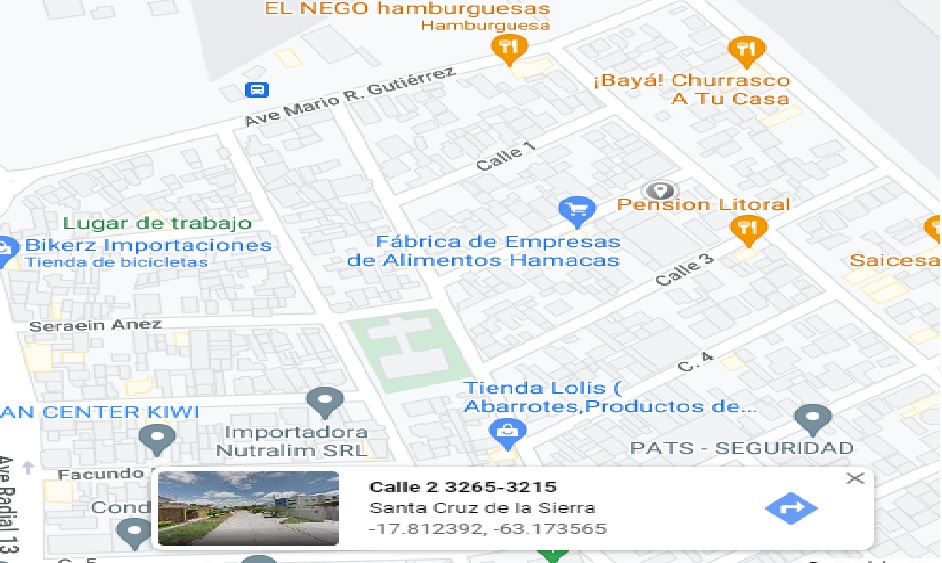 EL NEGO hamburguesas
Hamburguesa
¡Bayá! Churrasco
A Tu Casa
Ave Mario R. Gutiérrez
Calle 1
Pension Litoral
Lugar de trabajo
Bikerz Importaciones
Tienda de bicicletas
Fábrica de Empresas
de Alimentos Hamacas
Calle 3
Saicesa
Seraein Anez
C. 4
Tienda Lolis (
Abarrotes,Productos de...
AN CENTER KIWI
Importadora
Nutralim SRL
PATS - SEGURIDAD
Ave Radial 13
Facundo
Cond
Calle 2 3265-3215
Santa Cruz de la Sierra
-17.812392, -63.173565